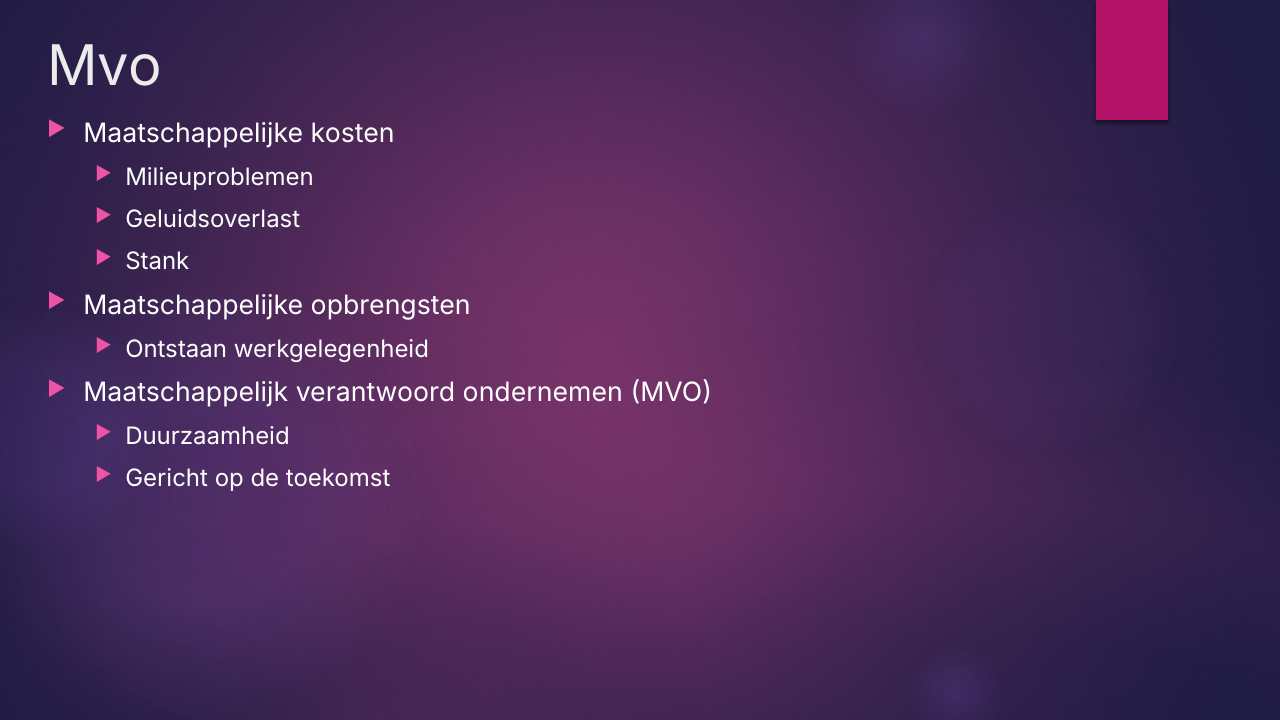 Mvo
Maatschappelijke kosten
Milieuproblemen
Geluidsoverlast
Stank
Maatschappelijke opbrengsten
Ontstaan werkgelegenheid
Maatschappelijk verantwoord ondernemen (MVO)
Duurzaamheid
Gericht op de toekomst